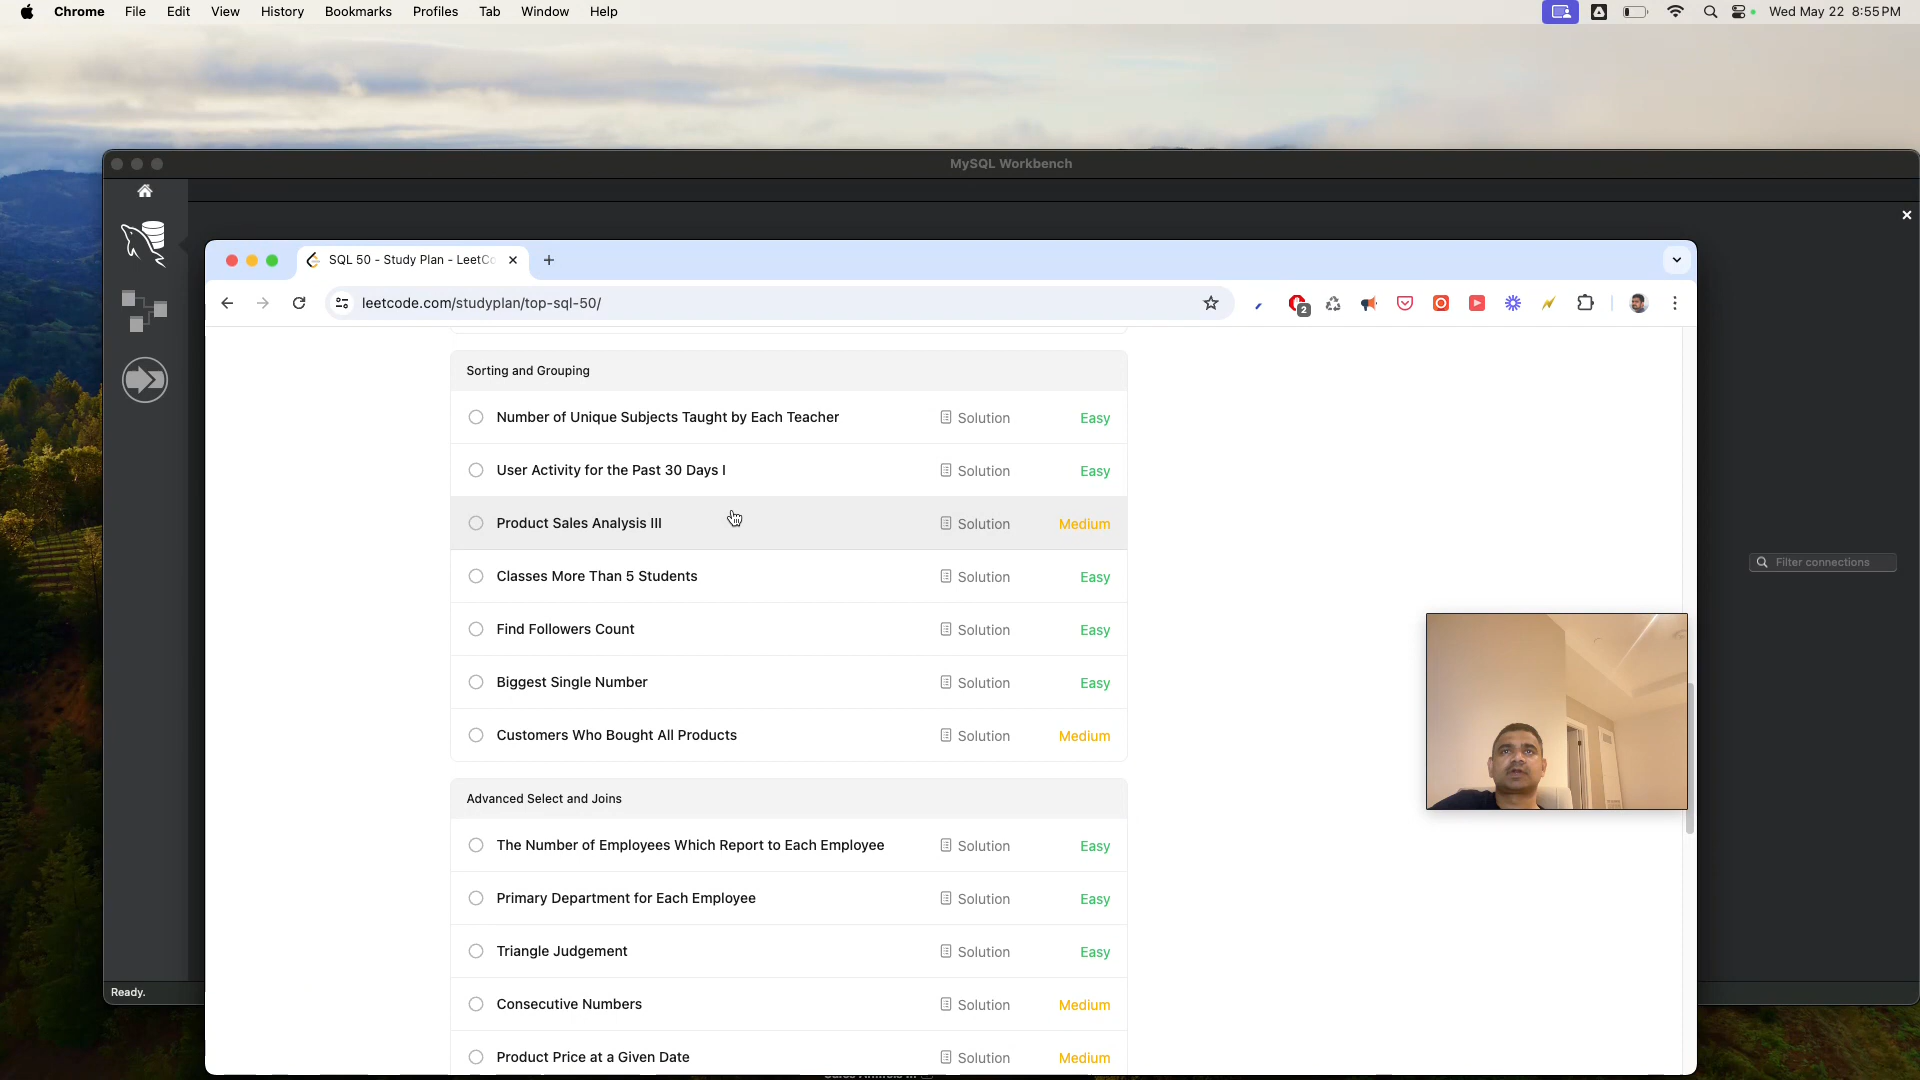 Chrome File Edit View History Bookmarks Profiles Tab Window Help Wed May 22 8:55 PM
MySQL Workbench
SQL 50 - Study Plan - LeetCo
leetcode.com/studyplan/top-sql-50/
2
Sorting and Grouping
Number of Unique Subjects Taught by Each Teacher Solution Easy
User Activity for the Past 30 Days I Solution Easy
Product Sales Analysis III Solution Medium
Classes More Than 5 Students Solution Easy
Find Followers Count Solution Easy
Biggest Single Number Solution Easy
Customers Who Bought All Products Solution Medium
Filter connections
Advanced Select and Joins
The Number of Employees Which Report to Each Employee Solution Easy
Primary Department for Each Employee Solution Easy
Triangle Judgement Solution Easy
Consecutive Numbers Solution Medium
Product Price at a Given Date Solution Medium
Ready.